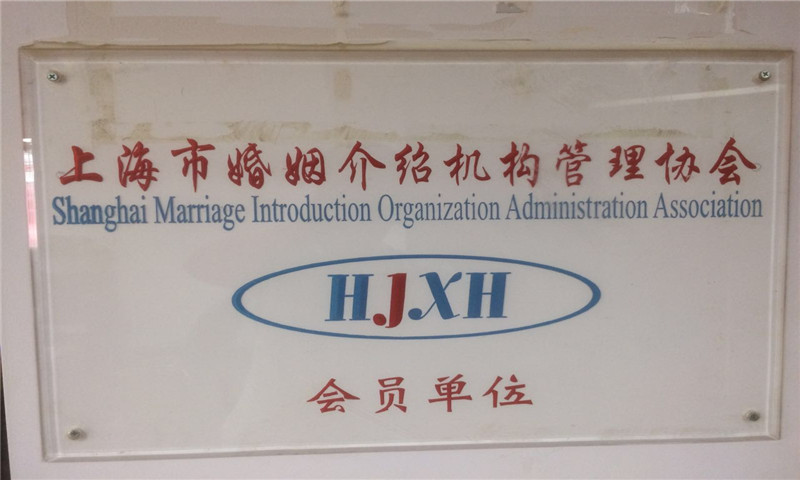 上海市婚姻介绍机构管理协会
Shanghai Marriage Introduction Organization Administration Association
HJXH
会员单位